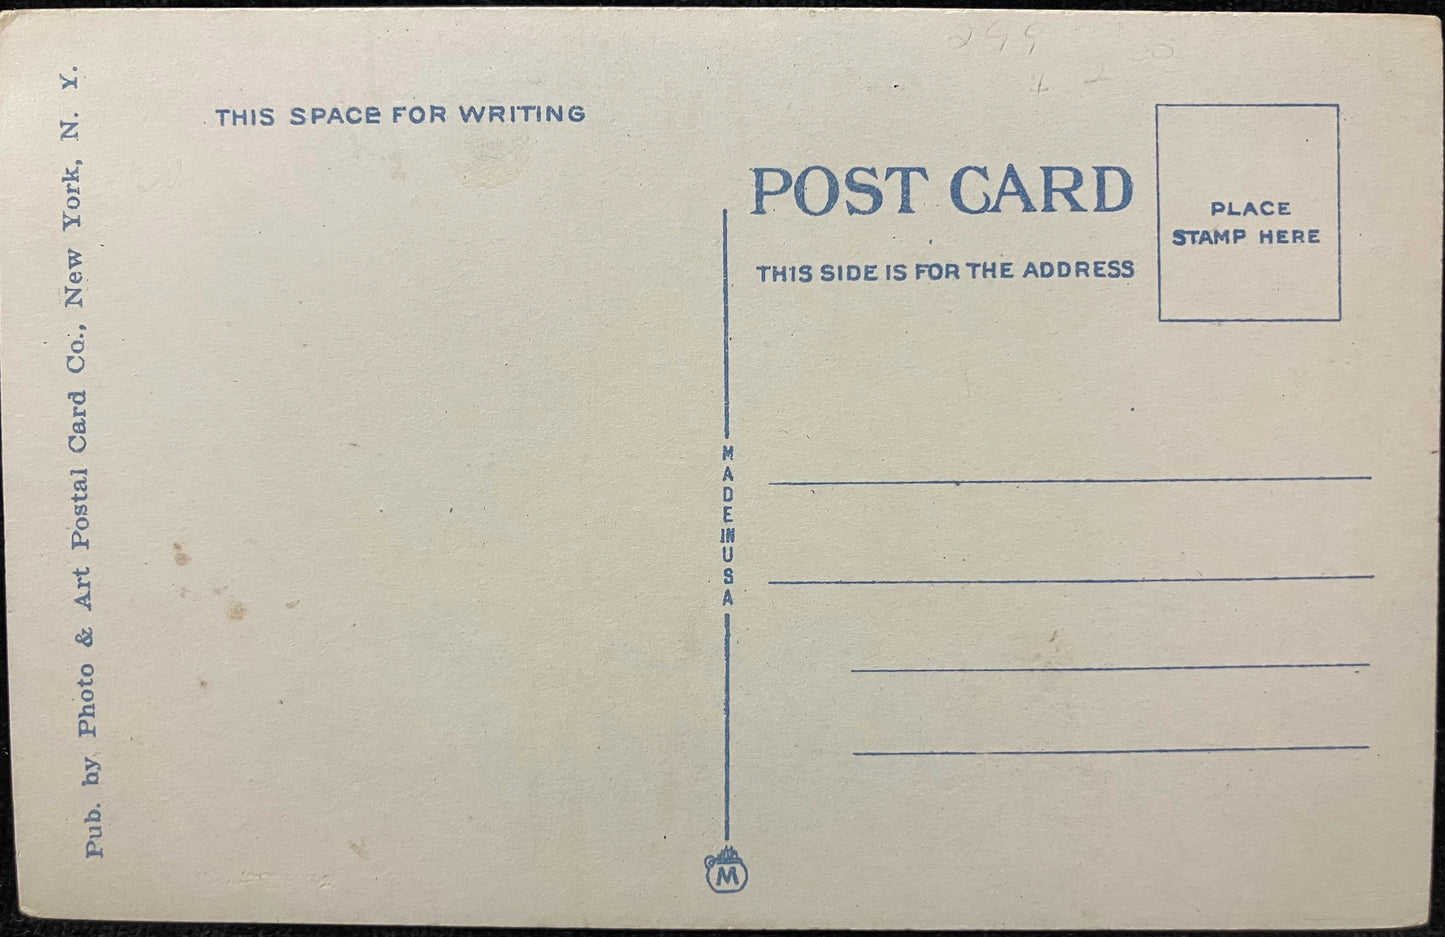 299
Pub. by Photo & Art Postal Card Co., New York, N. Y.
THIS SPACE FOR WRITING
POST CARD
THIS SIDE IS FOR THE ADDRESS
PLACE
STAMP HERE
MADE IN USA
M